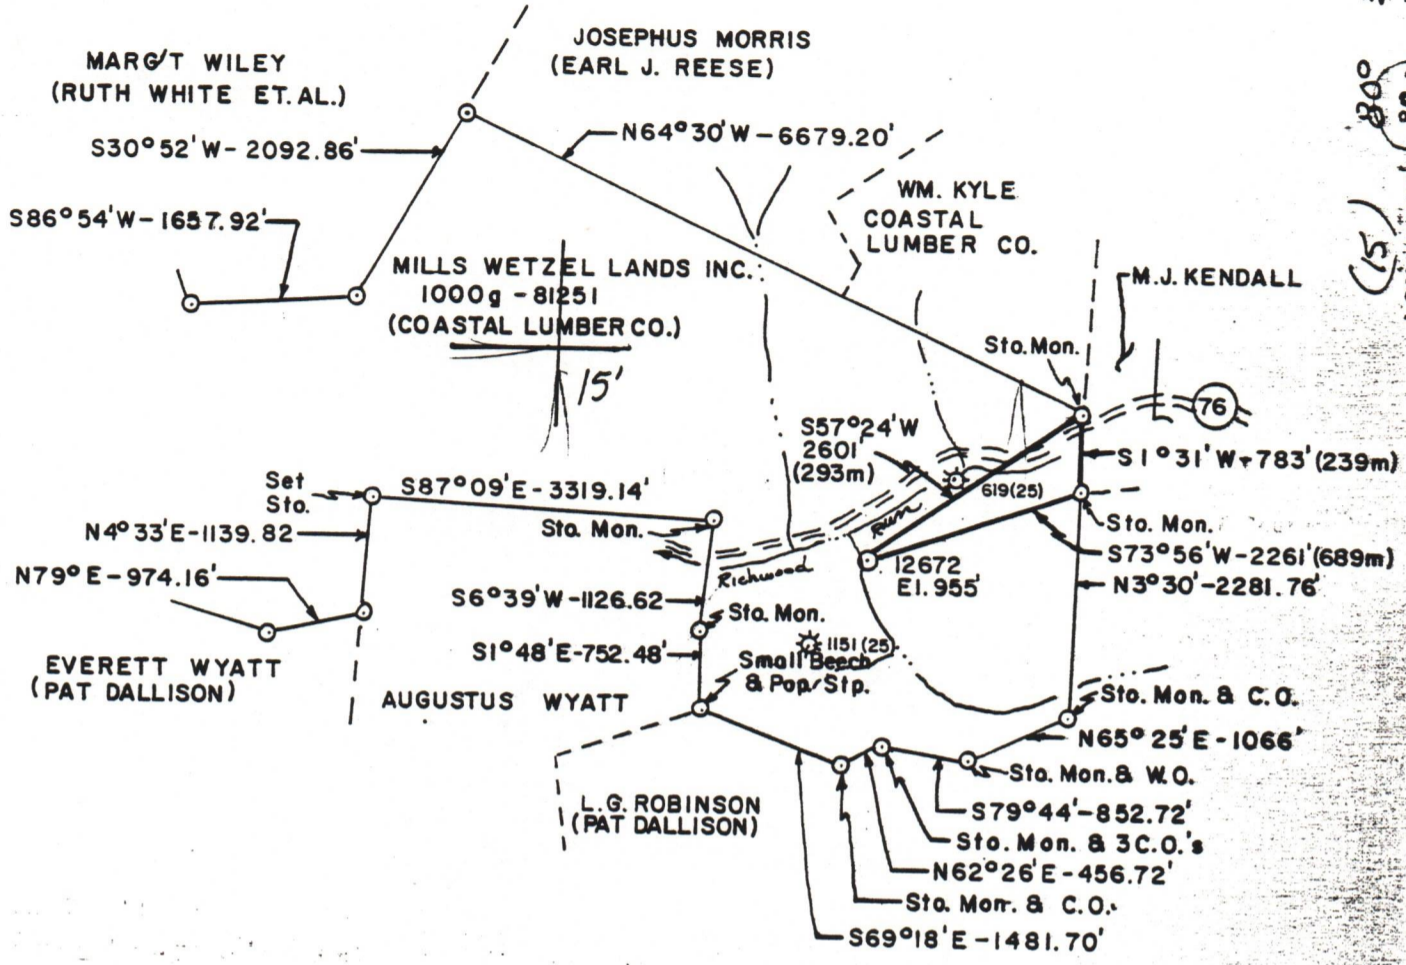 JOSEPHUS MORRIS
(EARL J. REESE)
MARG'T WILEY
(RUTH WHITE ET.AL.)
80°
N64°30'W-6679.20'
S30°52'W-2092.86'
WM. KYLE
COASTAL
LUMBER CO.
S86°54'W-1657.92'
(15)
MILLS WETZEL LANDS INC.
1000g-81251
(COASTAL LUMBER CO.)
M.J. KENDALL
Sto. Mon.
15'
76
S57°24'W
2601'
(293m)
S1°31'W-783'(239m)
Set
Sto.
S87°09'E-3319.14'
619(25)
Sto. Mon.
Sto. Mon.
N4°33'E-1139.82
Run
S73°56'W-2261'(689m)
12672
El. 955'
Richwood
N79°E-974.16'
N3°30'-2281.76'
S6°39'W-1126.62
Sto. Mon.
1151(25)
S1°48'E-752.48'
Small Beech
& Pop. Stp.
EVERETT WYATT
(PAT DALLISON)
AUGUSTUS WYATT
Sto. Mon. & C.O.
N65°25'E-1066'
Sto. Mon. & W.O.
L.G. ROBINSON
(PAT DALLISON)
S79°44'-852.72'
Sto. Mon. & 3C.O.'s
N62°26'E-456.72'
Sto. Mon. & C.O.
S69°18'E-1481.70'